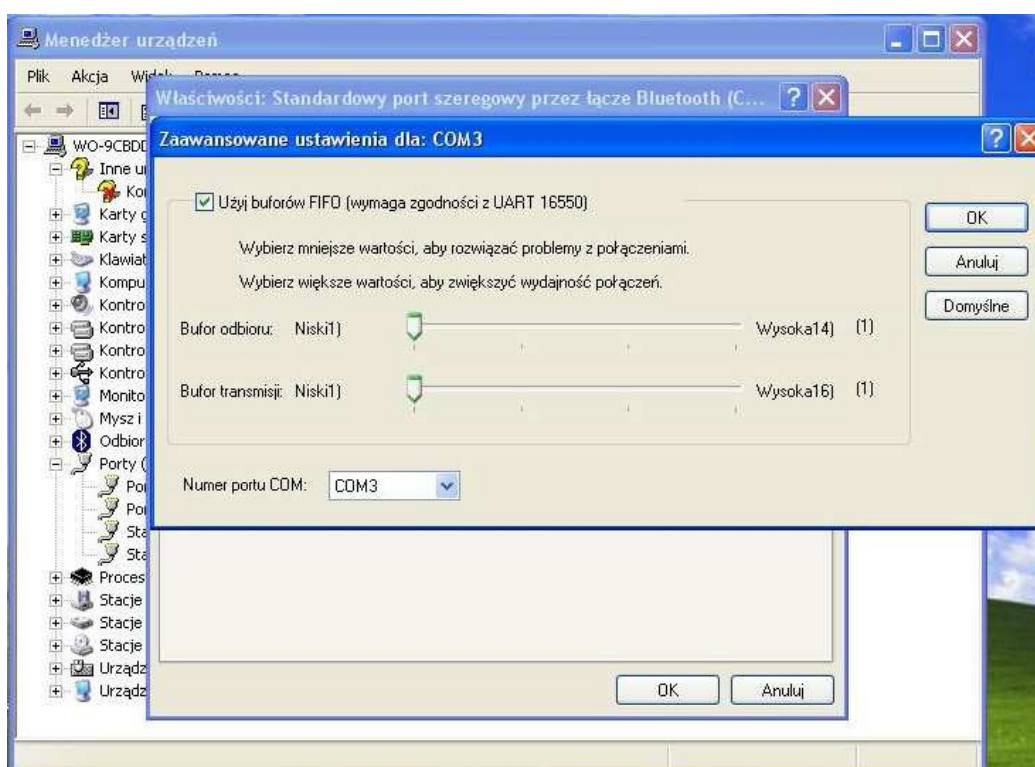 Menedżer urządzeń
Plik Akcja
Właściwości: Standardowy port szeregowy przez łącze Bluetooth (C...
Zaawansowane ustawienia dla: COM3
WO-9CBDD
Inne u
Użyj buforów FIFO (wymaga zgodności z UART 16550)
OK
Wybierz mniejsze wartości, aby rozwiązać problemy z połączeniami.
Anuluj
Wybierz większe wartości, aby zwiększyć wydajność połączeń.
Domyślne
Bufor odbioru: Niski1) Wysoka14) (1)
Bufor transmisji: Niski1) Wysoka16) (1)
Numer portu COM: COM3
Karty g
Karty s
Klawiat
Kompu
Kontro
Kontro
Kontro
Kontro
Monito
Mysz i
Odbior
Porty (
Po
Po
Sta
Sta
Proces
Stacje
Stacje
Stacje
Urządz
Urządz
OK Anuluj